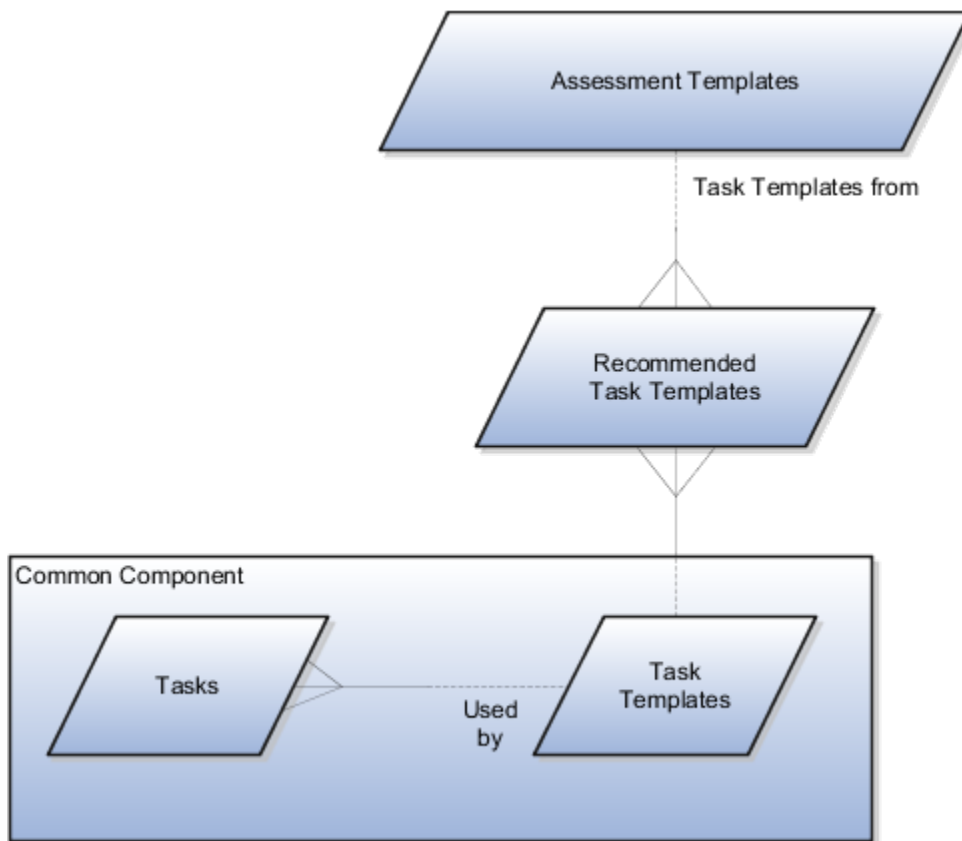 Assessment Templates
Task Templates from
Recommended
Task Templates
Common Component
Tasks
Task
Templates
Used
by